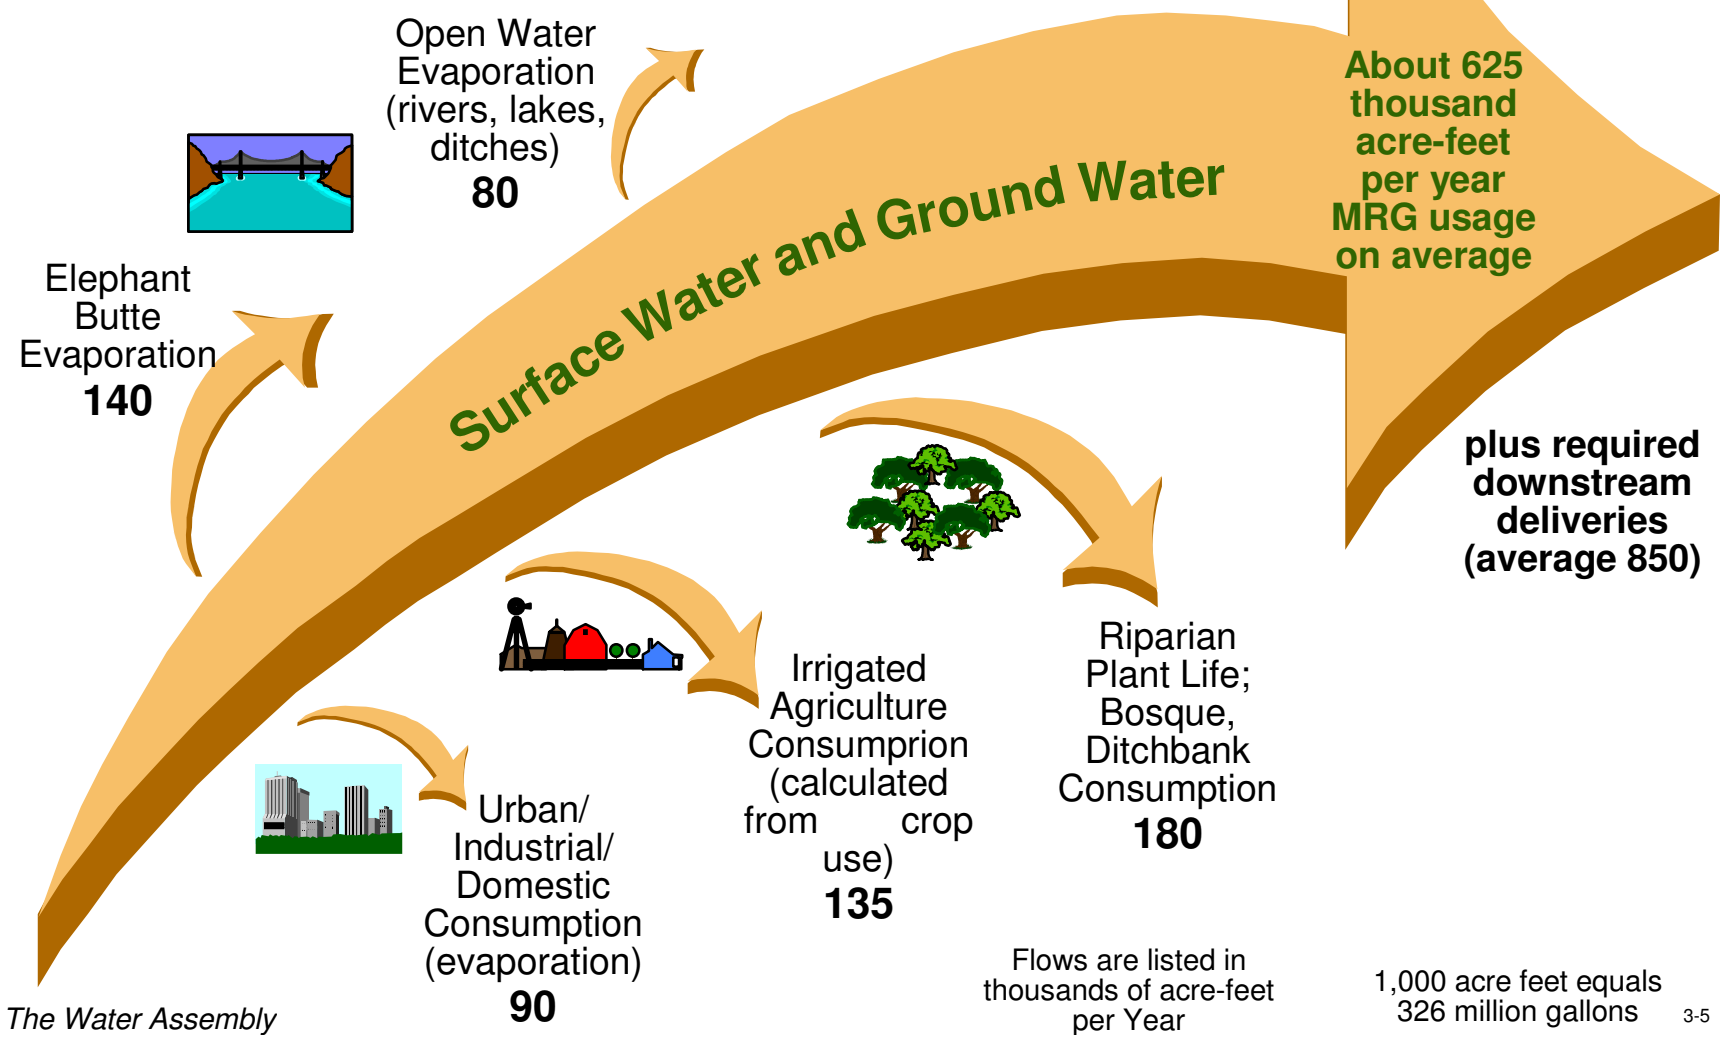 Open Water
Evaporation
(rivers, lakes,
ditches)
80
Elephant
Butte
Evaporation
140
Surface Water and Ground Water
About 625
thousand
acre-feet
per year
MRG usage
on average
plus required
downstream
deliveries
(average 850)
Riparian
Plant Life;
Bosque,
Ditchbank
Consumption
180
Irrigated
Agriculture
Consumprion
(calculated
from crop
use)
135
Urban/
Industrial/
Domestic
Consumption
(evaporation)
90
Flows are listed in
thousands of acre-feet
per Year
1,000 acre feet equals
326 million gallons
The Water Assembly
3-5